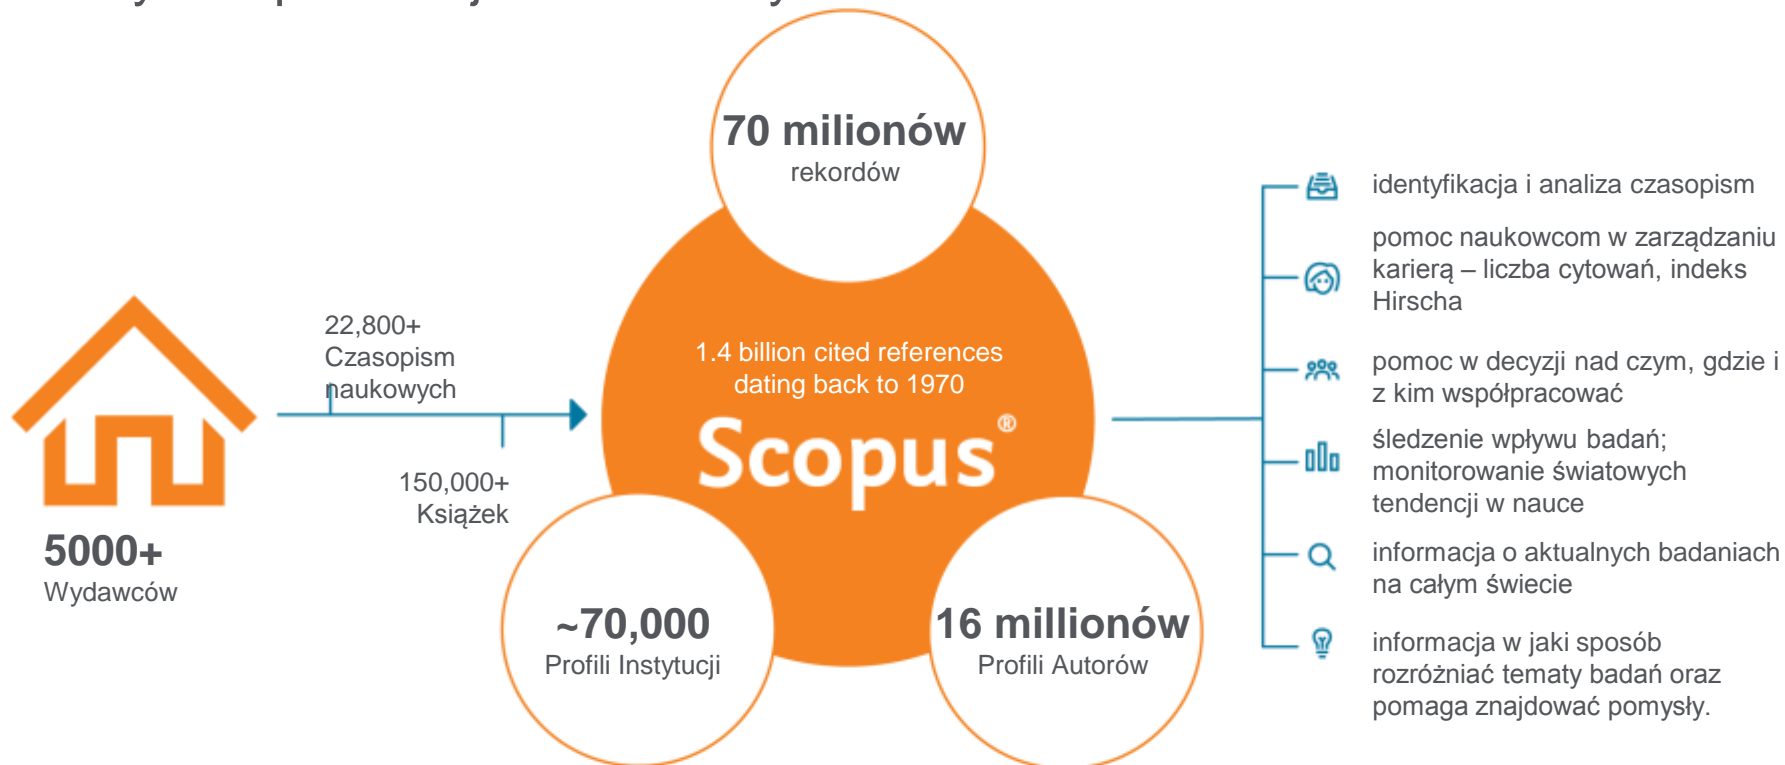 70 milionów
rekordów
22,800+
Czasopism
naukowych
150,000+
Książek
5000+
Wydawców
1.4 billion cited references
dating back to 1970
Scopus®
~70,000
Profili Instytucji
16 millionów
Profili Autorów
identyfikacja i analiza czasopism
pomoc naukowcom w zarządzaniu
karierą – liczba cytowań, indeks
Hirscha
pomoc w decyzji nad czym, gdzie i
z kim współpracować
śledzenie wpływu badań;
monitorowanie światowych
tendencji w nauce
informacja o aktualnych badaniach
na całym świecie
informacja w jaki sposób
rozróżniać tematy badań oraz
pomaga znajdować pomysły.